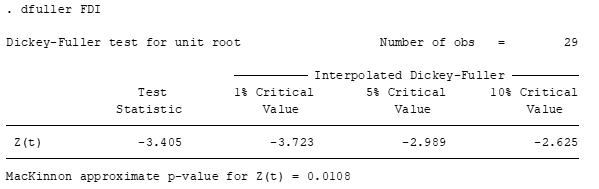 . dfuller FDI
Dickey-Fuller test for unit root Number of obs = 29
Interpolated Dickey-Fuller
Test 1% Critical 5% Critical 10% Critical
Statistic Value Value Value
Z(t) -3.405 -3.723 -2.989 -2.625
MacKinnon approximate p-value for Z(t) = 0.0108